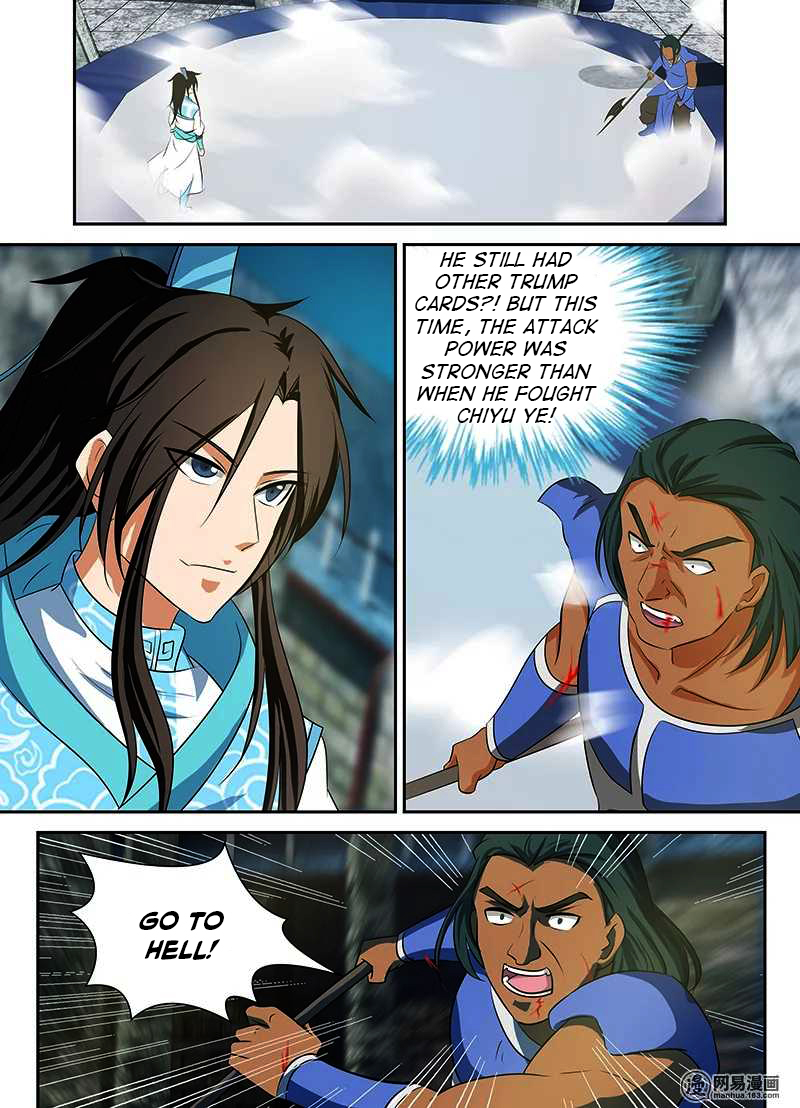 HE STILL HAD
OTHER TRUMP
CARDS?! BUT THIS
TIME, THE ATTACK
POWER WAS
STRONGER THAN
WHEN HE FOUGHT
CHIYU YE!
GO TO
HELL!
漫 网易漫画
manhua.163.com